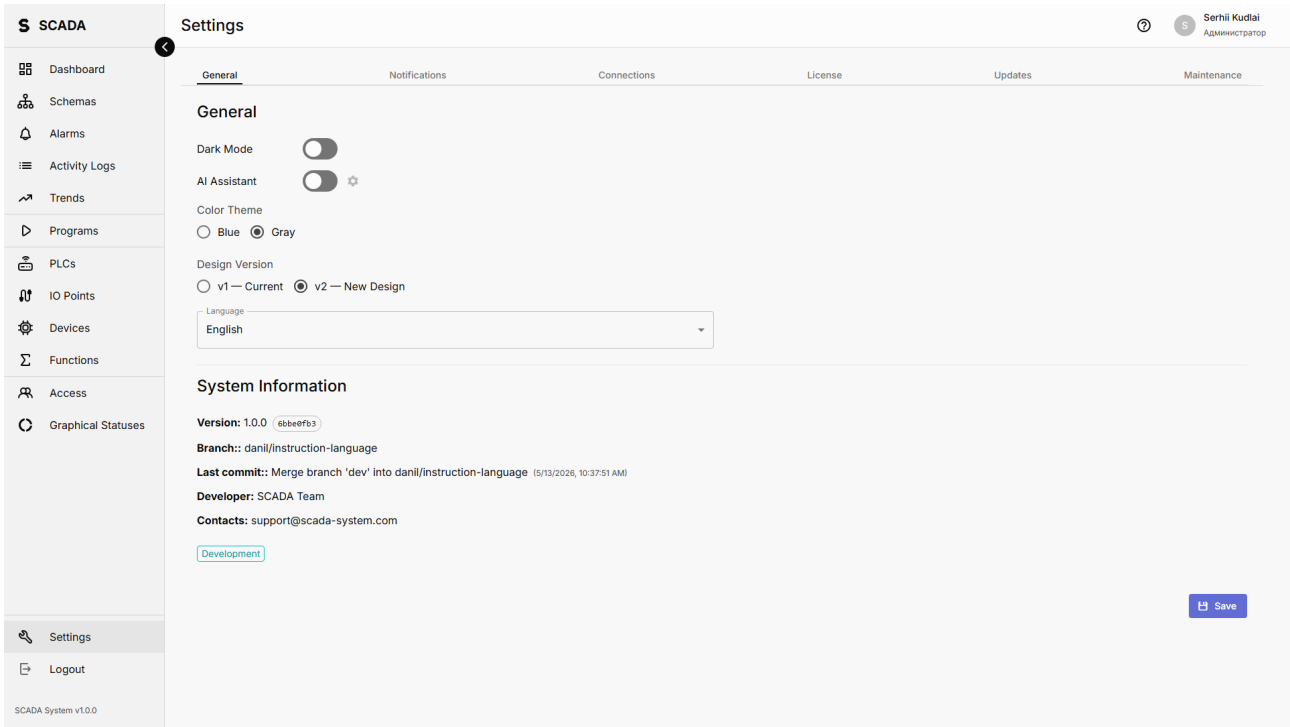 SCADA
Settings
Serhii Kudlai
S
Администратор
Dashboard
Schemas
Alarms
Activity Logs
Trends
Programs
PLCs
IO Points
Devices
Functions
Access
Graphical Statuses
Settings
Logout
SCADA System v1.0.0
General Notifications Connections License Updates Maintenance
General
Dark Mode
AI Assistant
Color Theme
Blue Gray
Design Version
v1 — Current v2 — New Design
Language
English
System Information
Version: 1.0.0 6bbe0fb3
Branch:: danil/instruction-language
Last commit:: Merge branch 'dev' into danil/instruction-language (5/13/2026, 10:37:51 AM)
Developer: SCADA Team
Contacts: support@scada-system.com
Development
Save